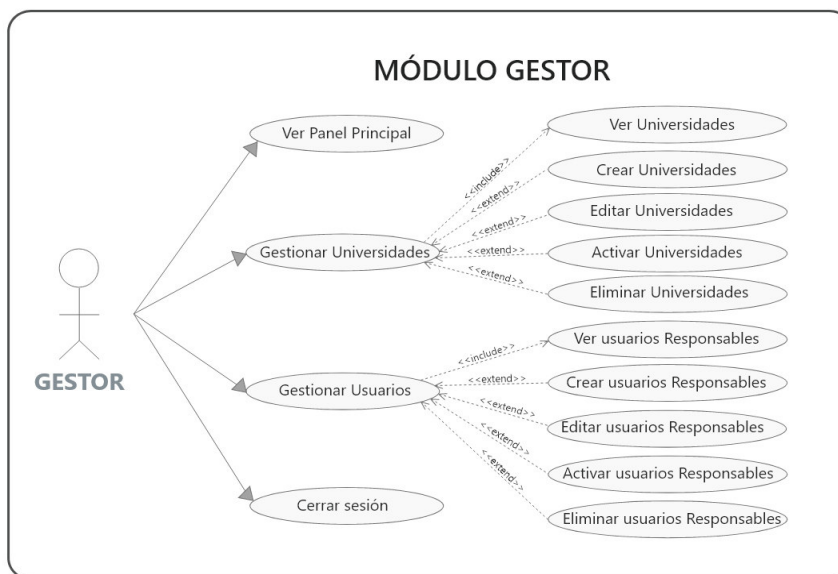 MÓDULO GESTOR
Ver Panel Principal
Gestionar Universidades
Gestionar Usuarios
Cerrar sesión
GESTOR
<<include>>
<<extend>>
<<extend>>
<<extend>>
<<extend>>
Ver Universidades
Crear Universidades
Editar Universidades
Activar Universidades
Eliminar Universidades
<<include>>
<<extend>>
<<extend>>
<<extend>>
<<extend>>
Ver usuarios Responsables
Crear usuarios Responsables
Editar usuarios Responsables
Activar usuarios Responsables
Eliminar usuarios Responsables